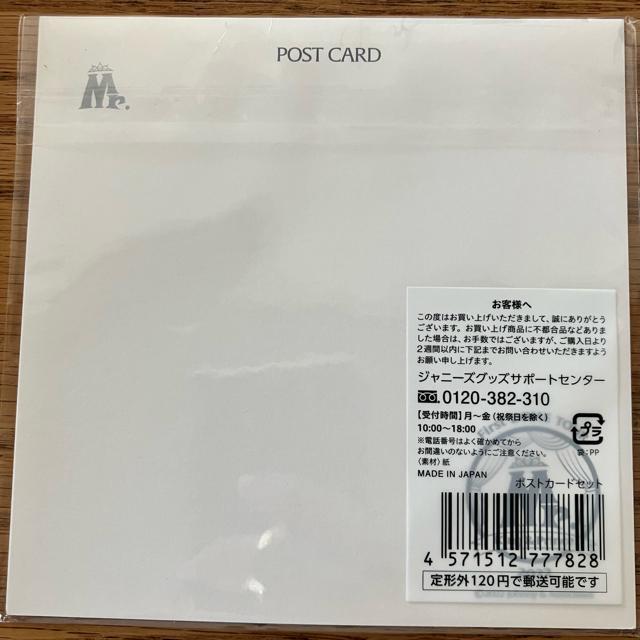 POST CARD
Mr.
お客様へ
この度はお買い上げいただきまして、誠にありがとう
ございます。お買い上げ商品に不都合品などありま
した場合は、お手数ではございますが、ご購入日より
2週間以内に下記までお問い合わせいただきますよう
お願い申し上げます。
ジャニーズグッズサポートセンター
0120-382-310
【受付時間】月～金（祝祭日を除く）
10:00～18:00
※電話番号はよく確かめてから
お間違いのないようにご注意ください。
〈素材〉紙
MADE IN JAPAN
プラ
袋:PP
ポストカードセット
4 571512 777828
定形外120円で郵送可能です